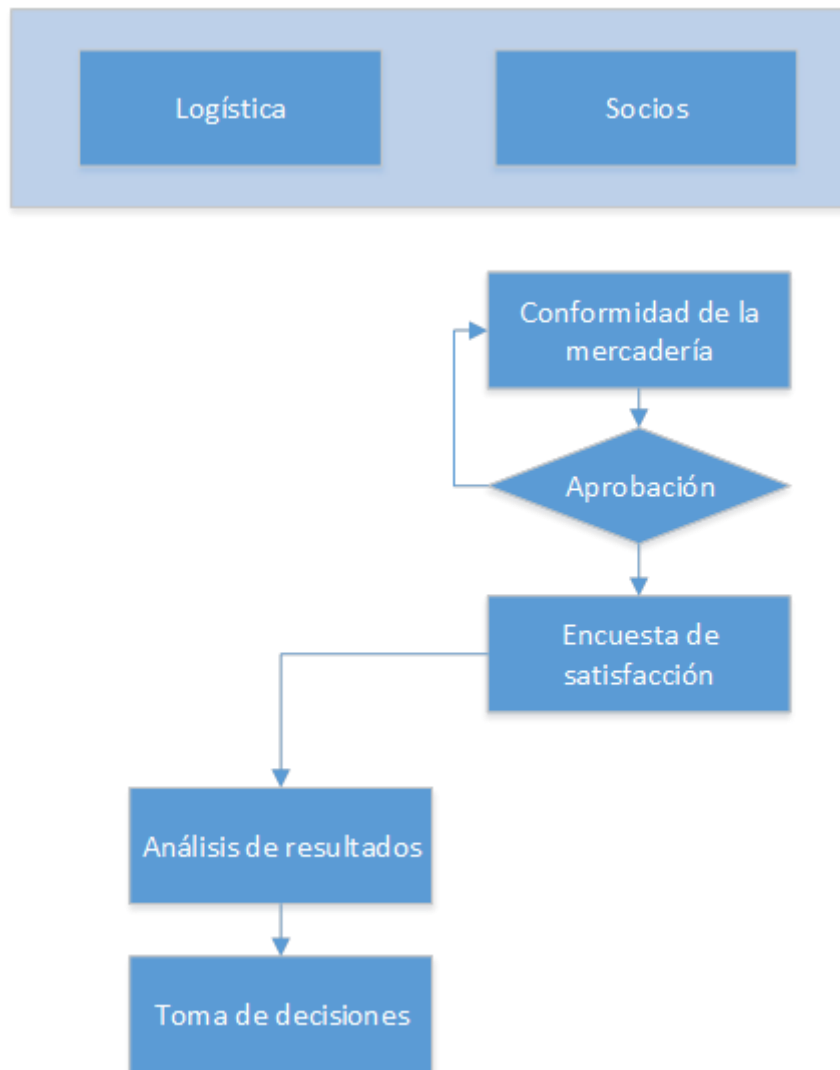 Logística
Socios
Conformidad de la
mercadería
Aprobación
Encuesta de
satisfacción
Análisis de resultados
Toma de decisiones